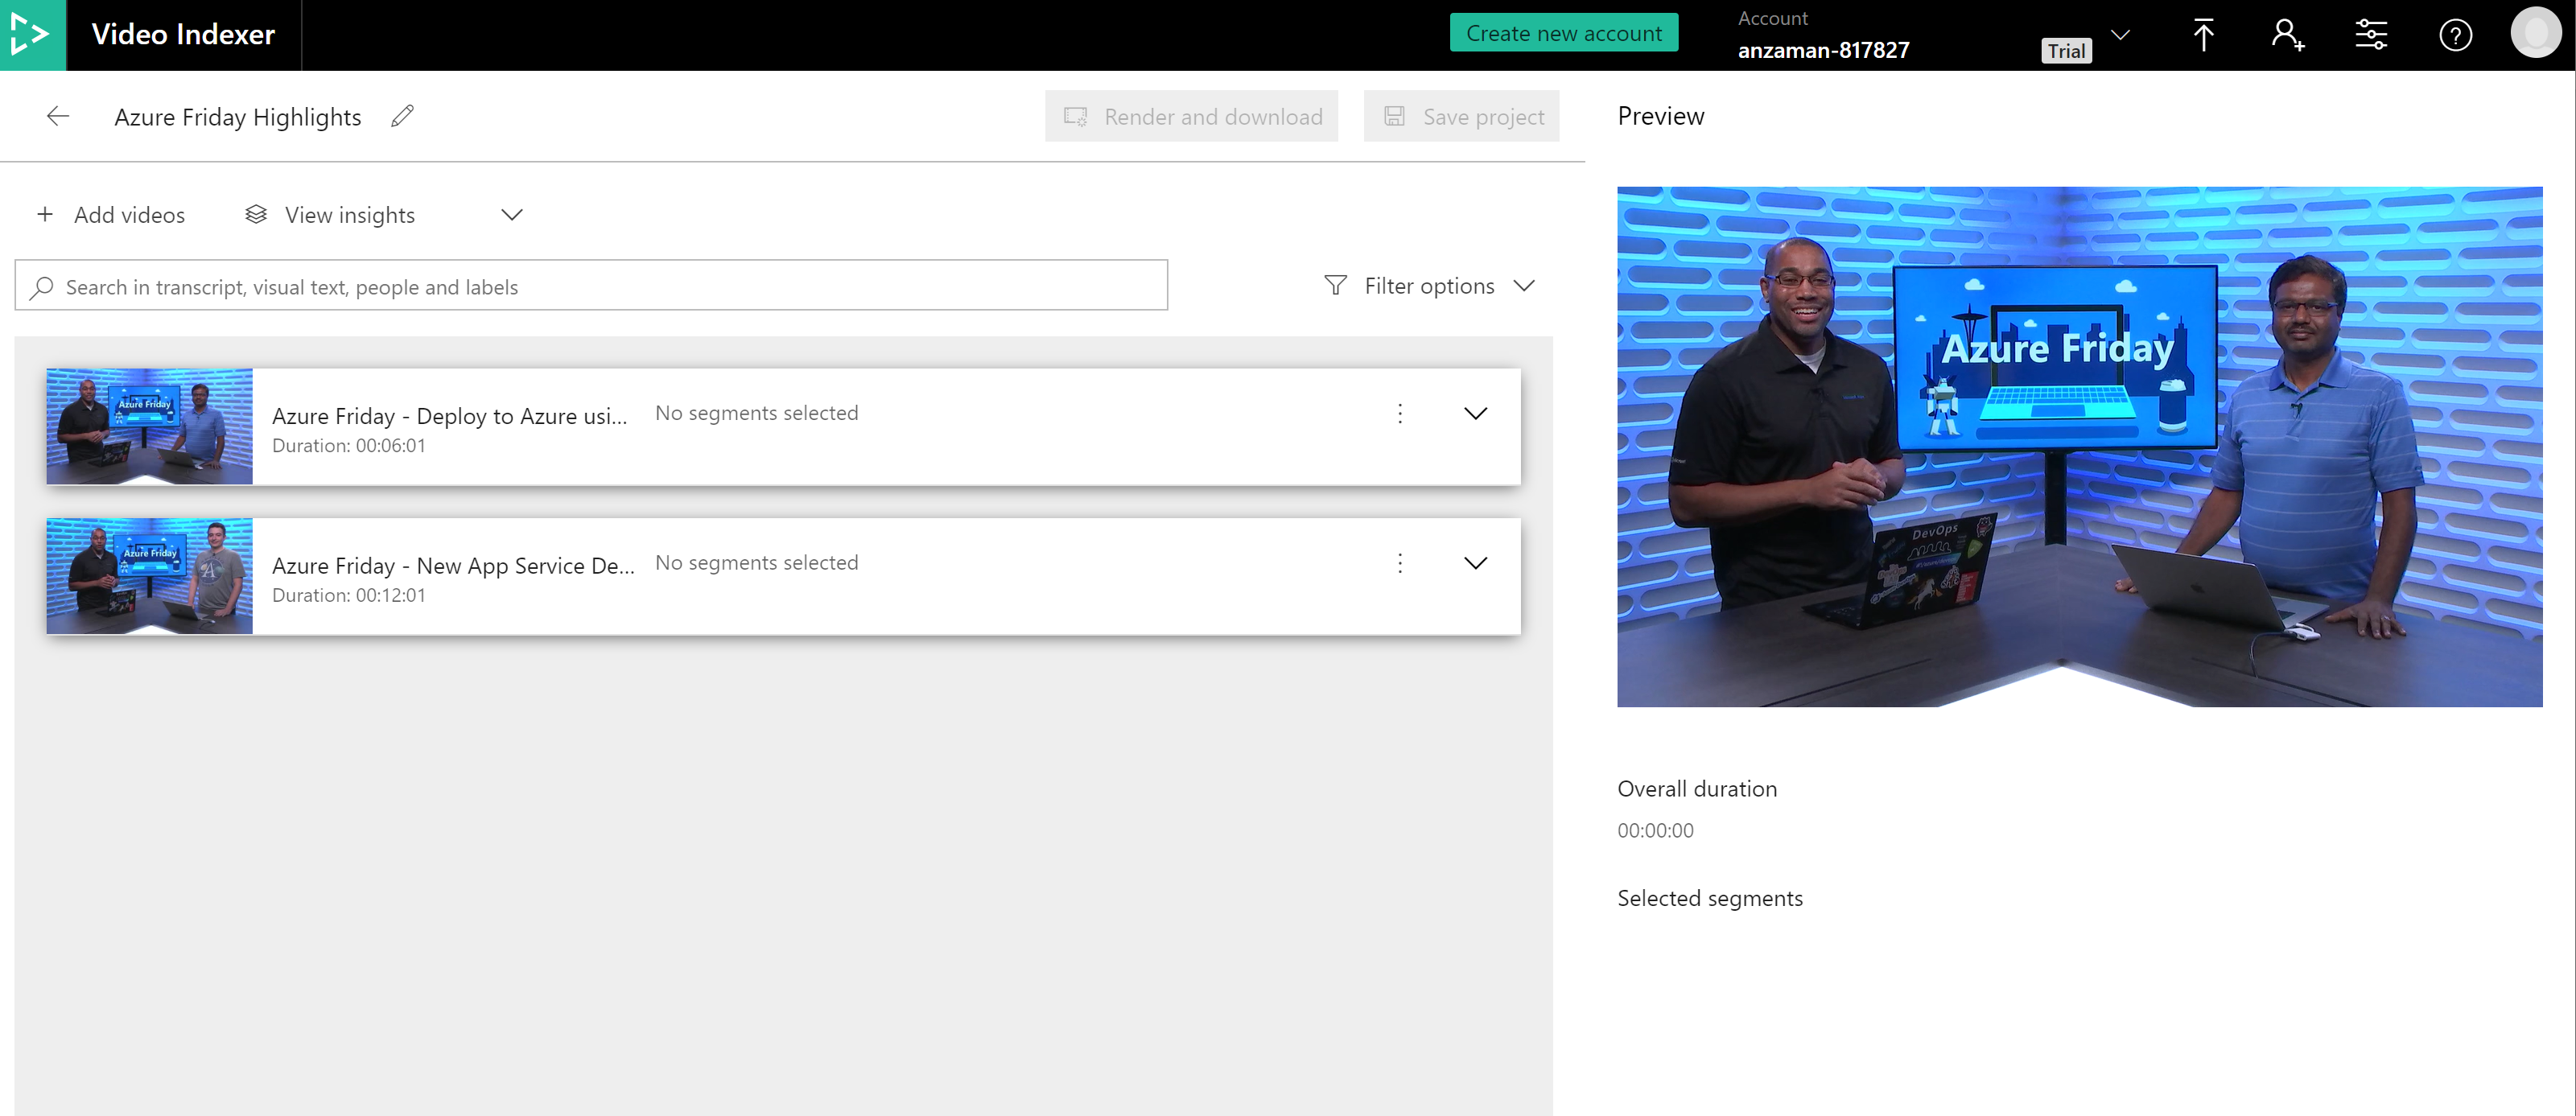 Video Indexer
Create new account
Account
anzaman-817827
Trial
Azure Friday Highlights
Render and download
Save project
Preview
Add videos
View insights
Search in transcript, visual text, people and labels
Filter options
Azure Friday - Deploy to Azure usi...
No segments selected
Duration: 00:06:01
Azure Friday - New App Service De...
No segments selected
Duration: 00:12:01
Azure Friday
DevOps
Overall duration
00:00:00
Selected segments
Azure Friday
Azure Friday